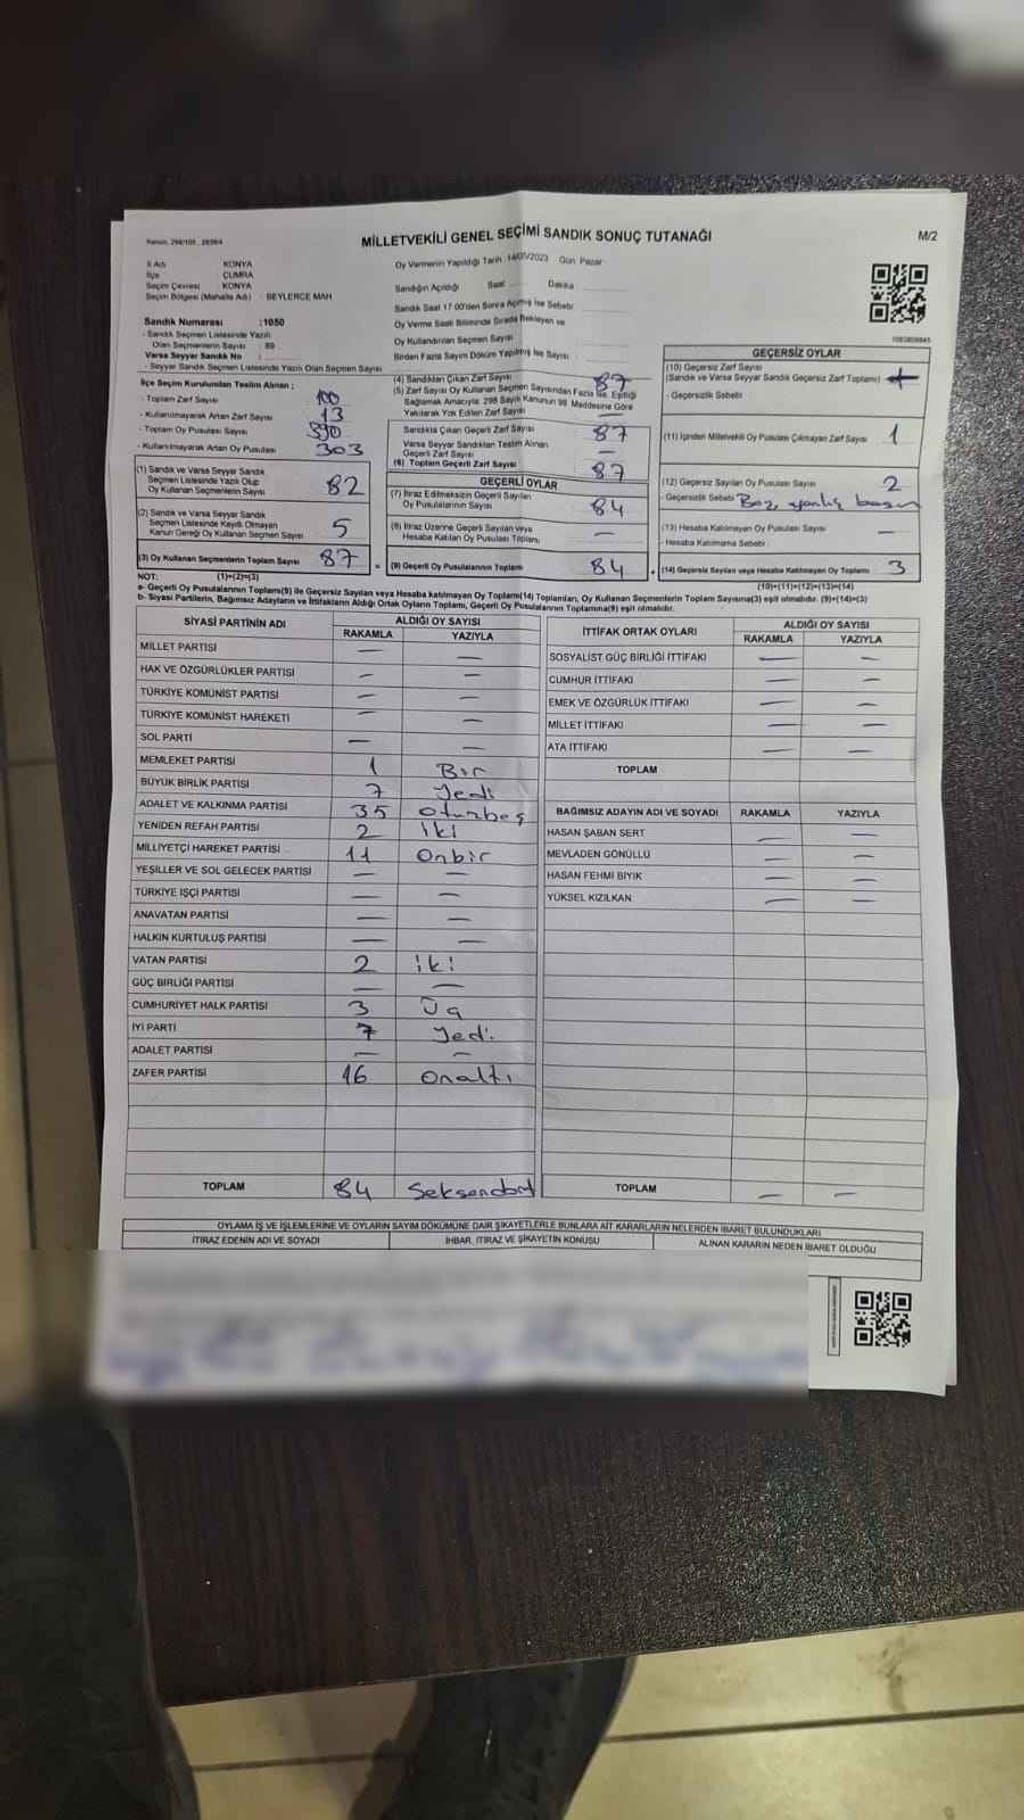 MİLLETVEKİLİ GENEL SEÇİMİ SANDIK SONUÇ TUTANAĞI
M/2
İl Adı KONYA
İlçe ÇUMRA
Seçim Çevresi KONYA
Seçim Bölgesi (Mahalle Adı) : BEYLERCE MAH
Sandık Numarası :1050
- Sandık Seçmen Listesinde Yazılı
Olan Seçmenlerin Sayısı : 89
Varsa Seyyar Sandık No :
- Seyyar Sandık Seçmen Listesinde Yazılı Olan Seçmen Sayısı
Oy Vermenin Yapıldığı Tarih :14/05/2023 Gün Pazar
Sandığın Açıldığı Saat Dakika
Sandık Saat 17:00'den Sonra Açılmış İse Sebebi
Oy Verme Saati Bitiminde Sırada Bekleyen ve
Oy Kullandırılan Seçmen Sayısı
Birden Fazla Sayım Döküm Yapılmış İse Sayısı
İlçe Seçim Kurulundan Teslim Alınan ;
- Toplam Zarf Sayısı 100
- Kullanılmayarak Artan Zarf Sayısı 13
- Toplam Oy Pusulası Sayısı 390
- Kullanılmayarak Artan Oy Pusulası 303
(1) Sandık ve Varsa Seyyar Sandık
Seçmen Listesinde Yazılı Olup
Oy Kullanan Seçmenlerin Sayısı 82
(2) Sandık ve Varsa Seyyar Sandık
Seçmen Listesinde Kayıtlı Olmayan
Kanun Gereği Oy Kullanan Seçmen Sayısı 5
(3) Oy Kullanan Seçmenlerin Toplam Sayısı 87
(4) Sandıktan Çıkan Zarf Sayısı 87
(5) Zarf Sayısı Oy Kullanan Seçmen Sayısından Fazla İse, Eşitliği
Sağlamak Amacıyla; 298 Sayılı Kanunun 98. Maddesine Göre
Yakılarak Yok Edilen Zarf Sayısı —
Sandıkta Çıkan Geçerli Zarf Sayısı 87
Varsa Seyyar Sandıktan Teslim Alınan
Geçerli Zarf Sayısı —
(6) Toplam Geçerli Zarf Sayısı 87
GEÇERLİ OYLAR
(7) İtiraz Edilmeksizin Geçerli Sayılan
Oy Pusulalarının Sayısı 84
(8) İtiraz Üzerine Geçerli Sayılan veya
Hesaba Katılan Oy Pusulası Toplamı —
= (9) Geçerli Oy Pusulalarının Toplamı 84
GEÇERSİZ OYLAR
(10) Geçersiz Zarf Sayısı
(Sandık ve Varsa Seyyar Sandık Geçersiz Zarf Toplamı)
- Geçersizlik Sebebi
(11) İçinden Milletvekili Oy Pusulası Çıkmayan Zarf Sayısı 1
(12) Geçersiz Sayılan Oy Pusulası Sayısı 2
- Geçersizlik Sebebi Boş, yanlış basım
(13) Hesaba Katılmayan Oy Pusulası Sayısı —
- Hesaba Katılmama Sebebi
+ (14) Geçersiz Sayılan veya Hesaba Katılmayan Oy Toplamı 3
NOT: (1)+(2)=(3) (10)+(11)+(12)+(13)=(14)
a- Geçerli Oy Pusulalarının Toplamı(9) ile Geçersiz Sayılan veya Hesaba katılmayan Oy Toplamı(14) Toplamları, Oy Kullanan Seçmenlerin Toplam Sayısına(3) eşit olmalıdır. (9)+(14)=(3)
b- Siyasi Partilerin, Bağımsız Adayların ve İttifakların Aldığı Oy Ortak Oyların Toplamı, Geçerli Oy Pusulalarının Toplamına(9) eşit olmalıdır.
SİYASİ PARTİNİN ADI ALDIĞI OY SAYISI
RAKAMLA YAZIYLA
MİLLET PARTİSİ — —
HAK VE ÖZGÜRLÜKLER PARTİSİ — —
TÜRKİYE KOMÜNİST PARTİSİ — —
TÜRKİYE KOMÜNİST HAREKETİ — —
SOL PARTİ — —
MEMLEKET PARTİSİ 1 Bir
BÜYÜK BİRLİK PARTİSİ 7 Yedi
ADALET VE KALKINMA PARTİSİ 35 Oturbeş
YENİDEN REFAH PARTİSİ 2 iki
MİLLİYETÇİ HAREKET PARTİSİ 11 Onbir
YEŞİLLER VE SOL GELECEK PARTİSİ — —
TÜRKİYE İŞÇİ PARTİSİ — —
ANAVATAN PARTİSİ — —
HALKIN KURTULUŞ PARTİSİ — —
VATAN PARTİSİ 2 iki
GÜÇ BİRLİĞİ PARTİSİ — —
CUMHURİYET HALK PARTİSİ 3 Üç
İYİ PARTİ 7 Yedi
ADALET PARTİSİ — —
ZAFER PARTİSİ 16 Onaltı
TOPLAM 84 Seksendört
İTTİFAK ORTAK OYLARI ALDIĞI OY SAYISI
RAKAMLA YAZIYLA
SOSYALİST GÜÇ BİRLİĞİ İTTİFAKI — —
CUMHUR İTTİFAKI — —
EMEK VE ÖZGÜRLÜK İTTİFAKI — —
MİLLET İTTİFAKI — —
ATA İTTİFAKI — —
TOPLAM
BAĞIMSIZ ADAYIN ADI VE SOYADI RAKAMLA YAZIYLA
HASAN ŞABAN SERT — —
MEVLADEN GÖNÜLLÜ — —
HASAN FEHMİ BIYIK — —
YÜKSEL KIZILKAN — —
TOPLAM — —
OYLAMA İŞ VE İŞLEMLERİNE VE OYLARIN SAYIM DÖKÜMÜNE DAİR ŞİKAYETLERLE BUNLARA AİT KARARLARIN NELERDEN İBARET BULUNDUKLARI
İTİRAZ EDENİN ADI VE SOYADI İHBAR, İTİRAZ VE ŞİKAYETİN KONUSU ALINAN KARARIN NEDEN İBARET OLDUĞU